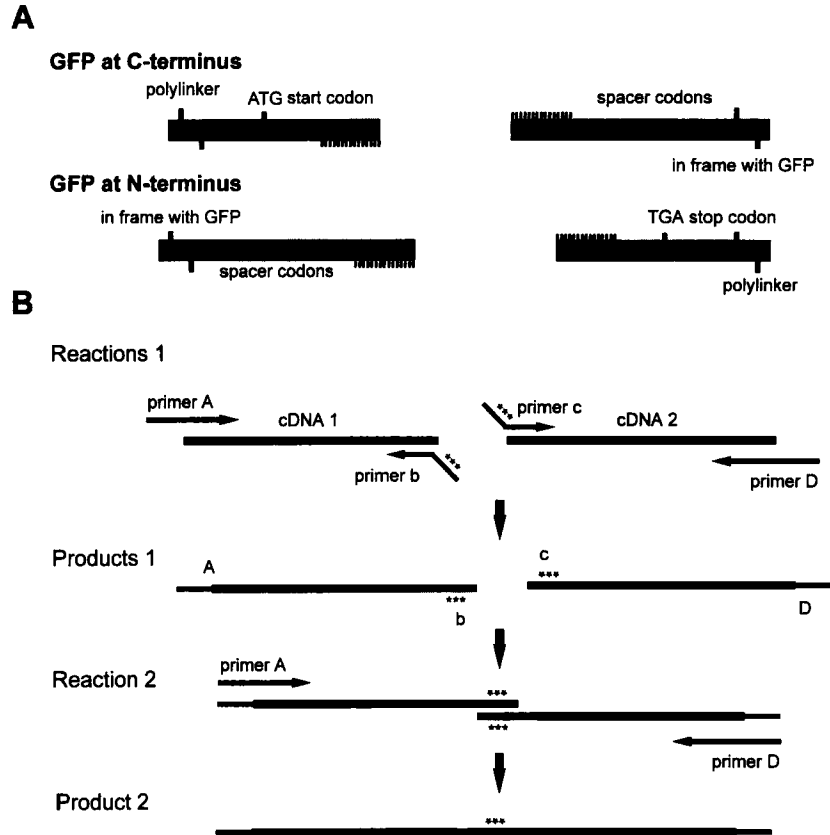 A
GFP at C-terminus
polylinker
ATG start codon
spacer codons
in frame with GFP
GFP at N-terminus
in frame with GFP
spacer codons
TGA stop codon
polylinker
B
Reactions 1
primer A
cDNA 1
*** primer c
cDNA 2
***
primer b
primer D
Products 1
A
c
***
***
b
D
Reaction 2
primer A
***
***
primer D
Product 2
***